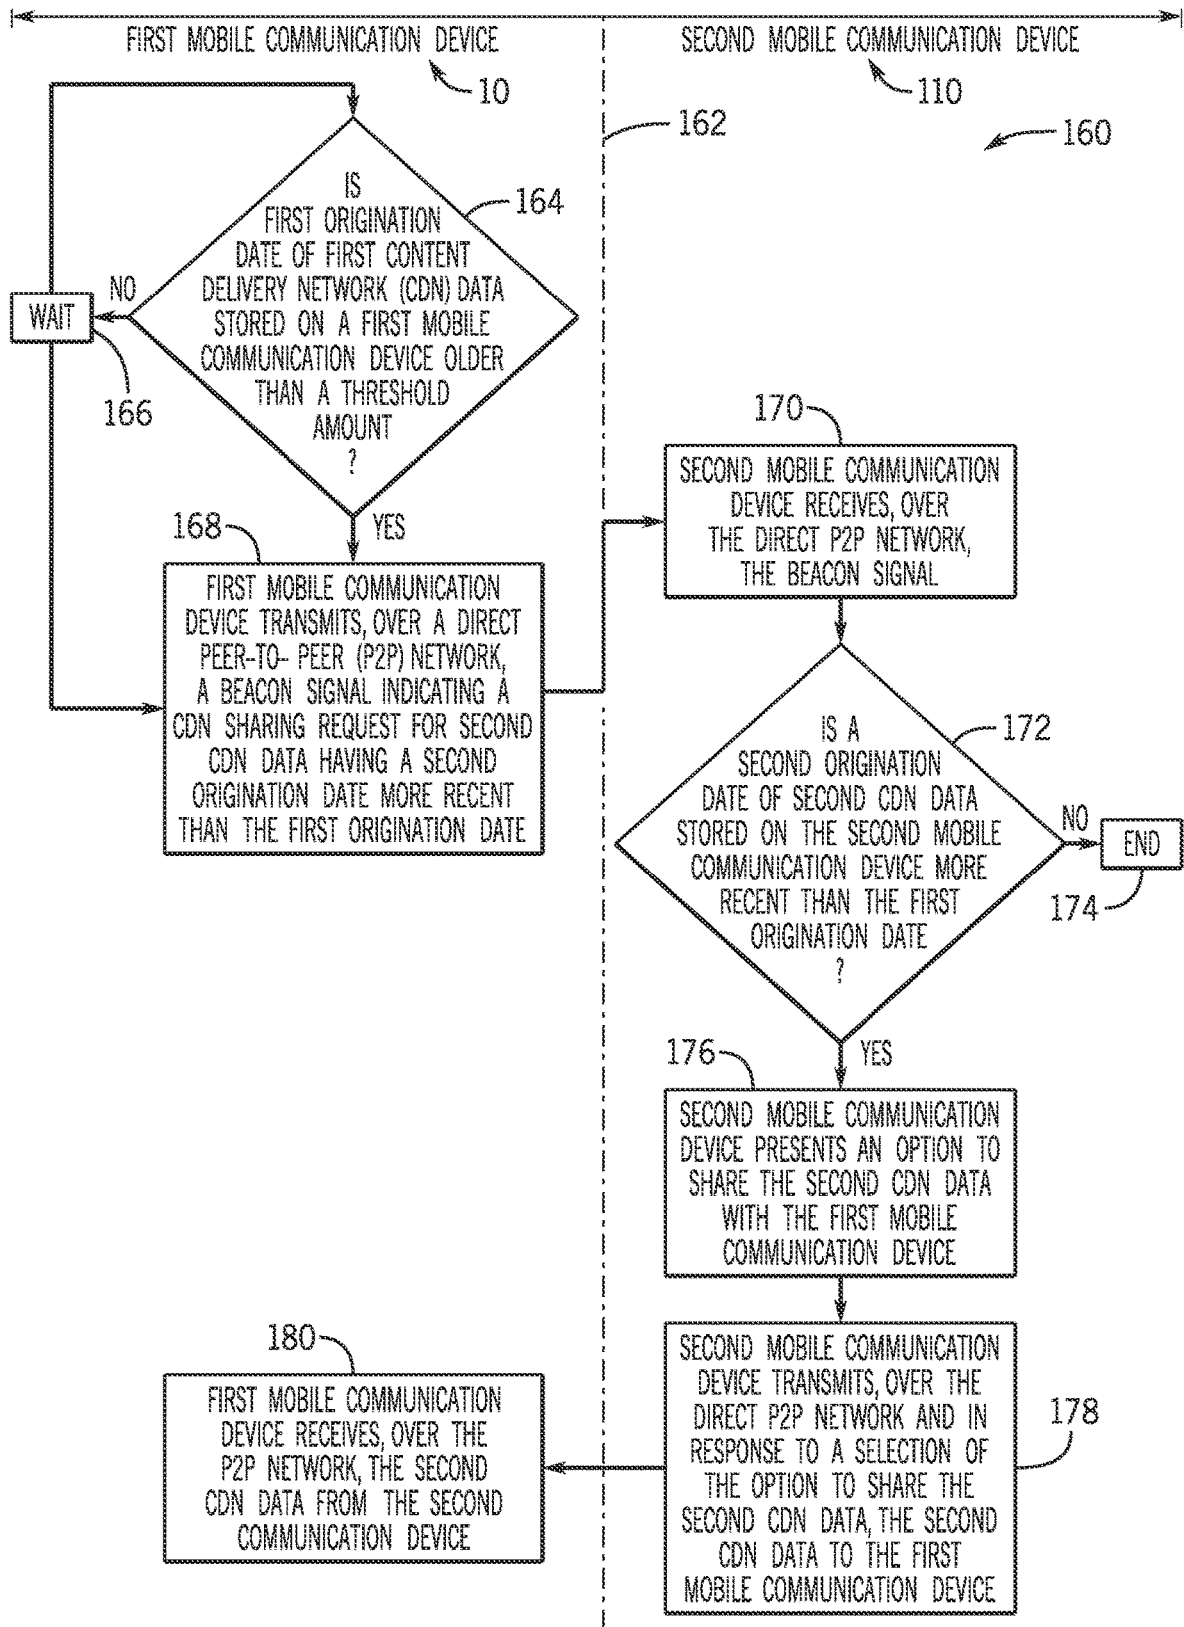 FIRST MOBILE COMMUNICATION DEVICE
10
SECOND MOBILE COMMUNICATION DEVICE
110
162
160
IS
FIRST ORIGINATION
DATE OF FIRST CONTENT
DELIVERY NETWORK (CDN) DATA
STORED ON A FIRST MOBILE
COMMUNICATION DEVICE OLDER
THAN A THRESHOLD
AMOUNT
?
164
NO
WAIT
166
YES
168
FIRST MOBILE COMMUNICATION
DEVICE TRANSMITS, OVER A DIRECT
PEER-TO- PEER (P2P) NETWORK,
A BEACON SIGNAL INDICATING A
CDN SHARING REQUEST FOR SECOND
CDN DATA HAVING A SECOND
ORIGINATION DATE MORE RECENT
THAN THE FIRST ORIGINATION DATE
170
SECOND MOBILE COMMUNICATION
DEVICE RECEIVES, OVER
THE DIRECT P2P NETWORK,
THE BEACON SIGNAL
IS A
SECOND ORIGINATION
DATE OF SECOND CDN DATA
STORED ON THE SECOND MOBILE
COMMUNICATION DEVICE MORE
RECENT THAN THE FIRST
ORIGINATION DATE
?
172
NO
END
174
YES
176
SECOND MOBILE COMMUNICATION
DEVICE PRESENTS AN OPTION TO
SHARE THE SECOND CDN DATA
WITH THE FIRST MOBILE
COMMUNICATION DEVICE
SECOND MOBILE COMMUNICATION
DEVICE TRANSMITS, OVER THE
DIRECT P2P NETWORK AND IN
RESPONSE TO A SELECTION OF
THE OPTION TO SHARE THE
SECOND CDN DATA, THE SECOND
CDN DATA TO THE FIRST
MOBILE COMMUNICATION DEVICE
178
180
FIRST MOBILE COMMUNICATION
DEVICE RECEIVES, OVER THE
P2P NETWORK, THE SECOND
CDN DATA FROM THE SECOND
COMMUNICATION DEVICE